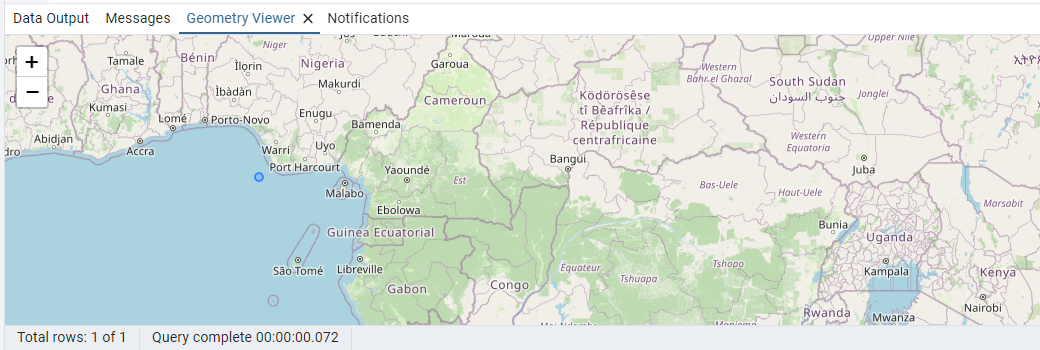 Data Output Messages Geometry Viewer ✕ Notifications
Niger
Upper Nile
Bénin
Tamale
Ìlorin
Nigeria
Garoua
Western
Bahr el Ghazal
South Sudan
جنوب السودان
Jonglei
Ghana
Kumasi
Ìbàdàn
Makurdi
Cameroun
Ködörösêse
tî Bêafrîka /
République
centrafricaine
Lomé
Porto-Novo
Enugu
Bamenda
Western
Equatoria
Abidjan
Accra
Warri
Uyo
Port Harcourt
Yaoundé
Bangui
Juba
Malabo
Est
Bas-Uele
Haut-Uele
Marsabit
Ebolowa
Guinea Ecuatorial
Bunia
Uganda
São Tomé
Libreville
Équateur
Tshopo
Kampala
Kenya
Gabon
Congo
Tshuapa
Rwanda
Mwanza
Nairobi
+
−
Total rows: 1 of 1 Query complete 00:00:00.072